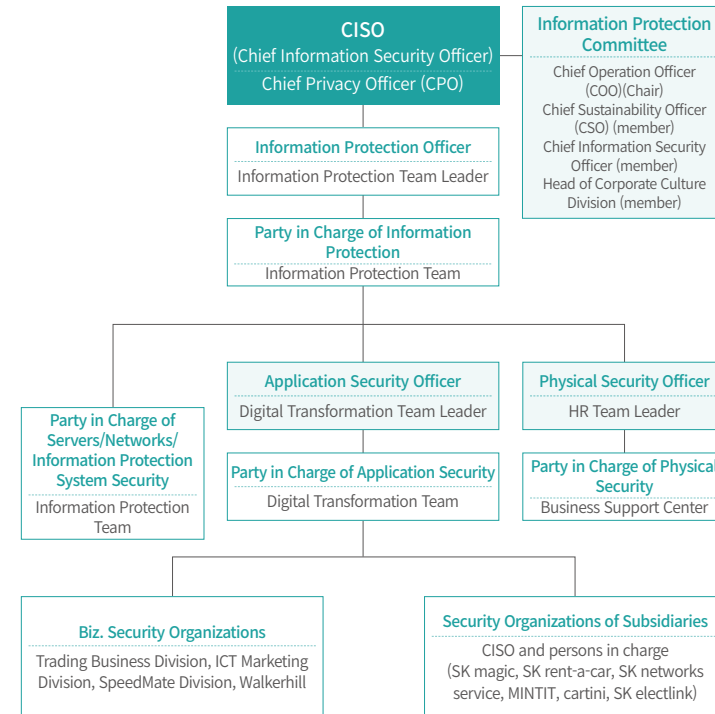 CISO
(Chief Information Security Officer)
Chief Privacy Officer (CPO)
Information Protection
Committee
Chief Operation Officer
(COO)(Chair)
Chief Sustainability Officer
(CSO) (member)
Chief Information Security
Officer (member)
Head of Corporate Culture
Division (member)
Information Protection Officer
Information Protection Team Leader
Party in Charge of Information
Protection
Information Protection Team
Party in Charge of
Servers/Networks/
Information Protection
System Security
Information Protection
Team
Application Security Officer
Digital Transformation Team Leader
Party in Charge of Application Security
Digital Transformation Team
Physical Security Officer
HR Team Leader
Party in Charge of Physical
Security
Business Support Center
Biz. Security Organizations
Trading Business Division, ICT Marketing
Division, SpeedMate Division, Walkerhill
Security Organizations of Subsidiaries
CISO and persons in charge
(SK magic, SK rent-a-car, SK networks
service, MINTIT, cartini, SK electlink)